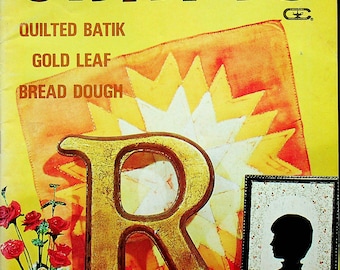 QUILTED BATIK
GOLD LEAF
BREAD DOUGH
R